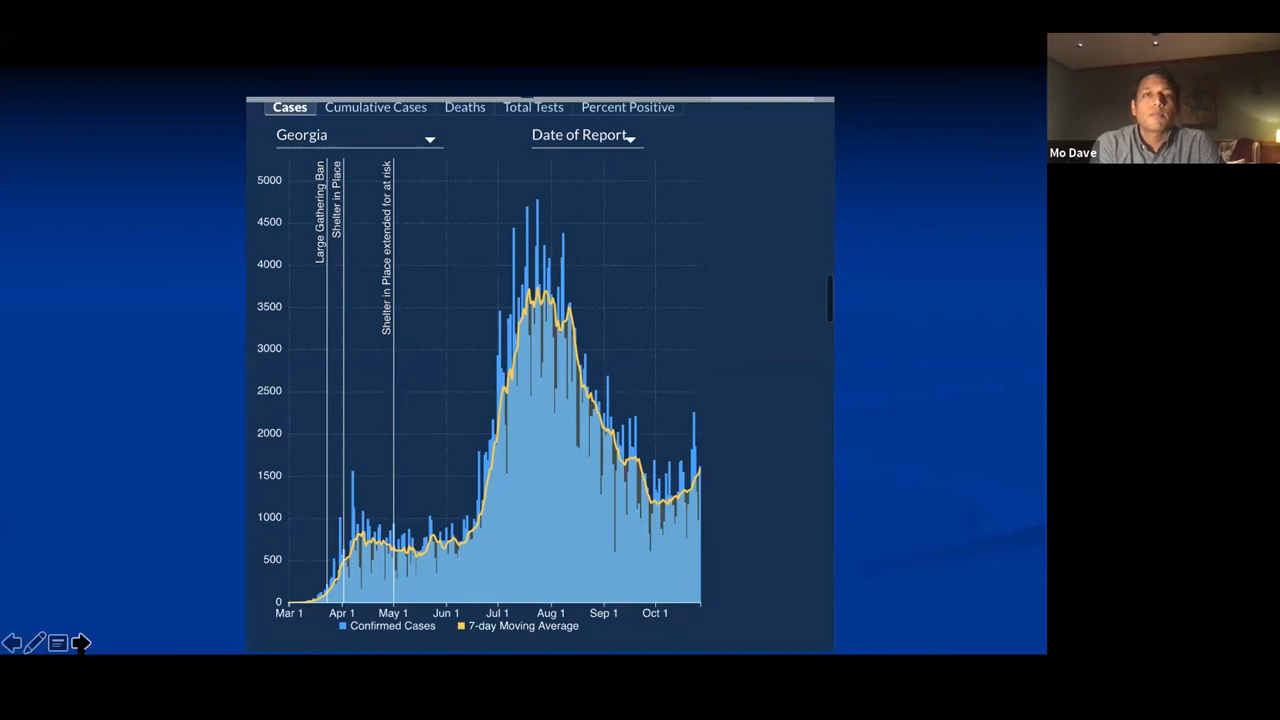 Cases Cumulative Cases Deaths Total Tests Percent Positive
Georgia Date of Report
Large Gathering Ban
Shelter in Place
Shelter in Place extended for at risk
5000
4500
4000
3500
3000
2500
2000
1500
1000
500
0
Mar 1 Apr 1 May 1 Jun 1 Jul 1 Aug 1 Sep 1 Oct 1
Confirmed Cases 7-day Moving Average
Mo Dave